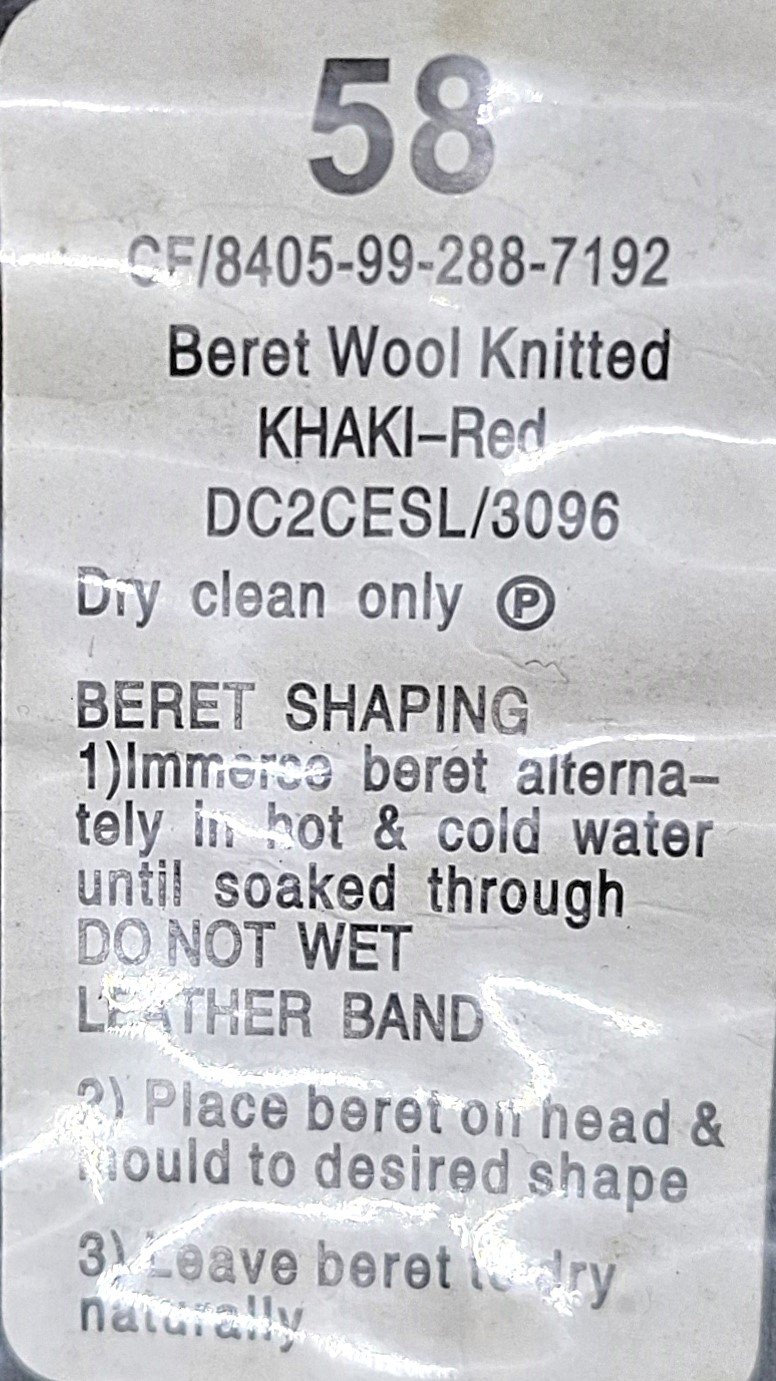 58
CF/8405-99-288-7192
Beret Wool Knitted
KHAKI-Red
DC2CESL/3096
Dry clean only Ⓟ
BERET SHAPING
1)Immerse beret alterna-
tely in hot & cold water
until soaked through
DO NOT WET
LEATHER BAND
2) Place beret on head &
mould to desired shape
3) Leave beret to dry
naturally